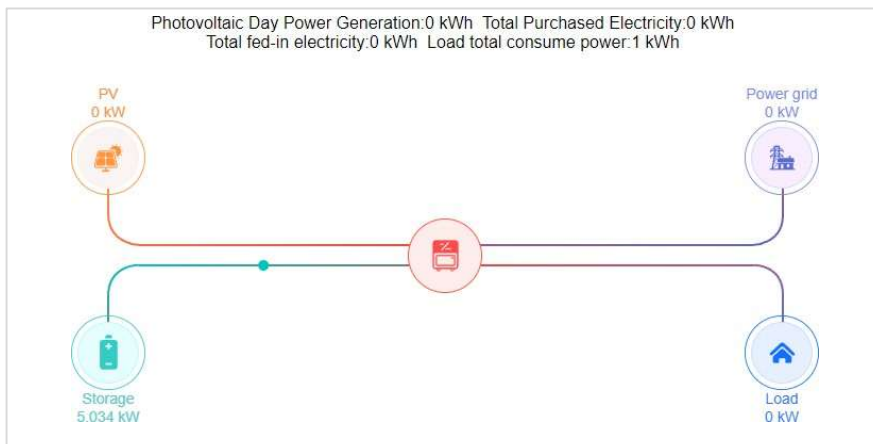 Photovoltaic Day Power Generation:0 kWh Total Purchased Electricity:0 kWh
Total fed-in electricity:0 kWh Load total consume power:1 kWh
PV
0 kW
Power grid
0 kW
Storage
5.034 kW
Load
0 kW